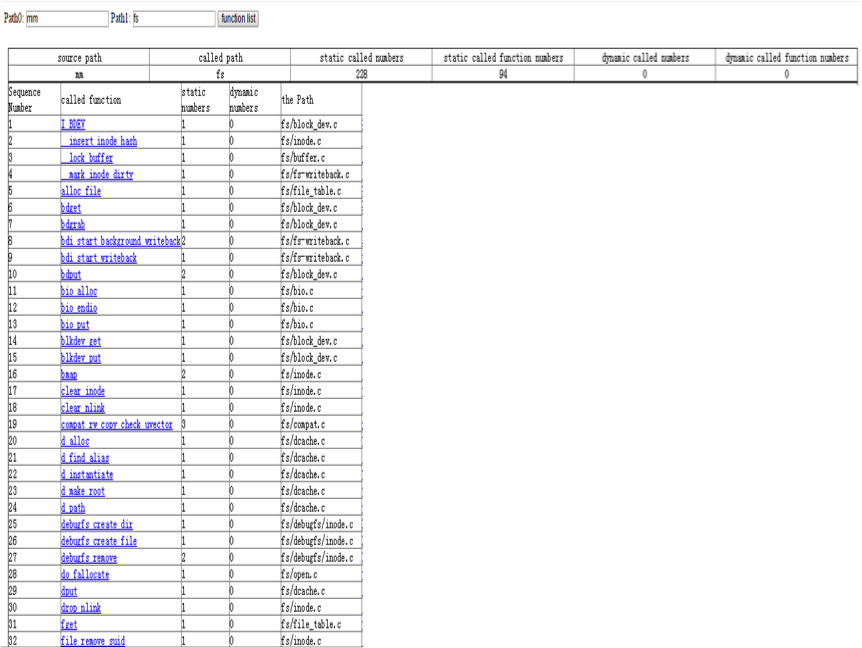 Path0: mm Path1: fs function list
source path called path static called numbers static called function numbers dynamic called numbers dynamic called function numbers
mm fs 228 94 0 0
Sequence Number called function static numbers dynamic numbers the Path
1 I_BDEV 1 0 fs/block_dev.c
2 __insert_inode_hash 1 0 fs/inode.c
3 __lock_buffer 1 0 fs/buffer.c
4 __mark_inode_dirty 1 0 fs/fs-writeback.c
5 alloc_file 1 0 fs/file_table.c
6 bdget 1 0 fs/block_dev.c
7 bdgrab 1 0 fs/block_dev.c
8 bdi_start_background_writeback 2 0 fs/fs-writeback.c
9 bdi_start_writeback 1 0 fs/fs-writeback.c
10 bdput 2 0 fs/block_dev.c
11 bio_alloc 1 0 fs/bio.c
12 bio_endio 1 0 fs/bio.c
13 bio_put 1 0 fs/bio.c
14 blkdev_get 1 0 fs/block_dev.c
15 blkdev_put 1 0 fs/block_dev.c
16 bmap 2 0 fs/inode.c
17 clear_inode 1 0 fs/inode.c
18 clear_nlink 1 0 fs/inode.c
19 compat_rw_copy_check_uvector 3 0 fs/compat.c
20 d_alloc 1 0 fs/dcache.c
21 d_find_alias 1 0 fs/dcache.c
22 d_instantiate 1 0 fs/dcache.c
23 d_make_root 1 0 fs/dcache.c
24 d_path 1 0 fs/dcache.c
25 debugfs_create_dir 1 0 fs/debugfs/inode.c
26 debugfs_create_file 1 0 fs/debugfs/inode.c
27 debugfs_remove 2 0 fs/debugfs/inode.c
28 do_fallocate 1 0 fs/open.c
29 dput 1 0 fs/dcache.c
30 drop_nlink 1 0 fs/inode.c
31 fget 1 0 fs/file_table.c
32 file_remove_suid 1 0 fs/inode.c